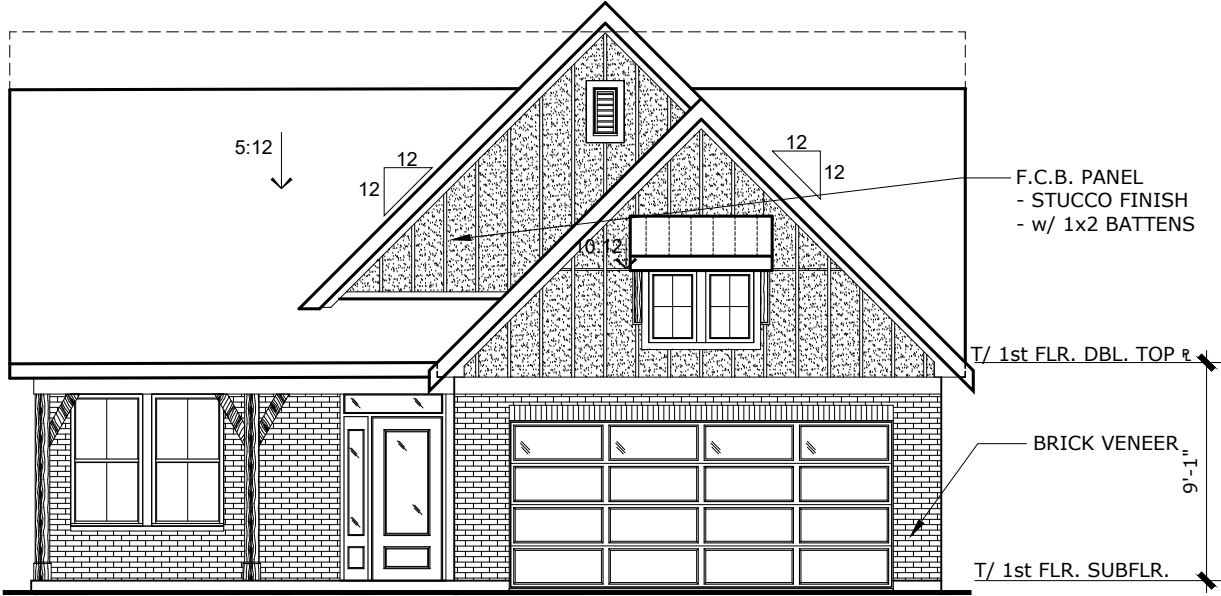 5:12
12
12
12
12
10:12
F.C.B. PANEL
- STUCCO FINISH
- w/ 1x2 BATTENS
T/ 1st FLR. DBL. TOP ⅊
BRICK VENEER
9'-1"
T/ 1st FLR. SUBFLR.